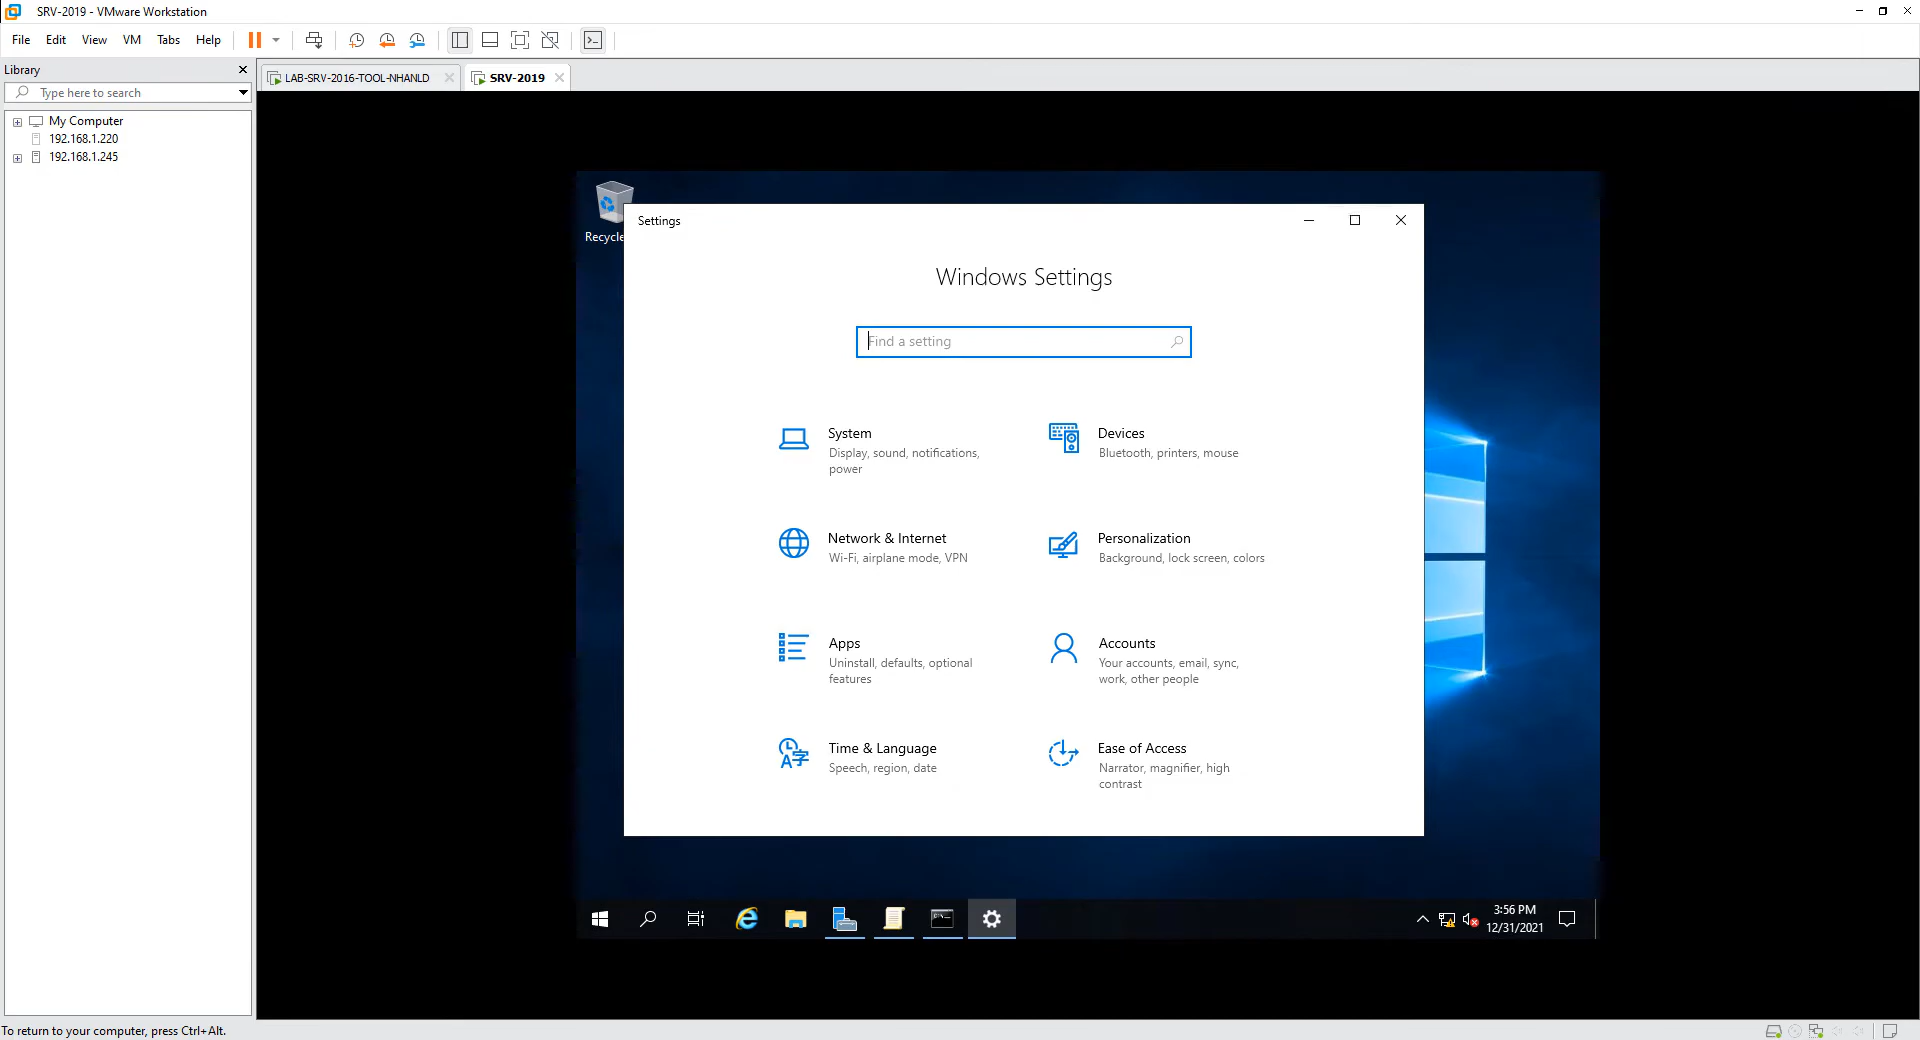 SRV-2019 - VMware Workstation
File Edit View VM Tabs Help
Library
Type here to search
My Computer
192.168.1.220
192.168.1.245
LAB-SRV-2016-TOOL-NHANLD
SRV-2019
Recycle
Settings
Windows Settings
Find a setting
System
Display, sound, notifications,
power
Devices
Bluetooth, printers, mouse
Network & Internet
Wi-Fi, airplane mode, VPN
Personalization
Background, lock screen, colors
Apps
Uninstall, defaults, optional
features
Accounts
Your accounts, email, sync,
work, other people
Time & Language
Speech, region, date
Ease of Access
Narrator, magnifier, high
contrast
3:56 PM
12/31/2021
To return to your computer, press Ctrl+Alt.